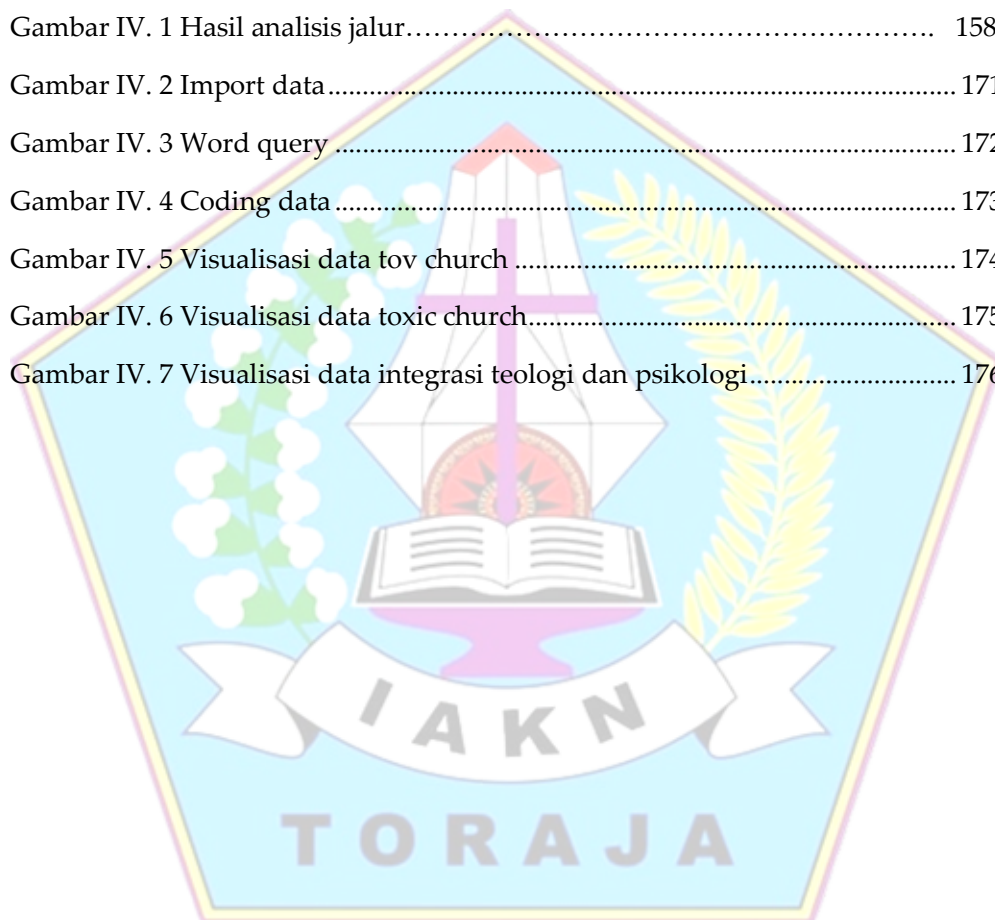 Gambar IV. 1 Hasil analisis jalur………………………………………………………. 158
Gambar IV. 2 Import data.................................................................................................. 171
Gambar IV. 3 Word query ................................................................................................ 172
Gambar IV. 4 Coding data ................................................................................................ 173
Gambar IV. 5 Visualisasi data tov church ..................................................................... 174
Gambar IV. 6 Visualisasi data toxic church................................................................... 175
Gambar IV. 7 Visualisasi data integrasi teologi dan psikologi................................ 176
IAKN
TORAJA